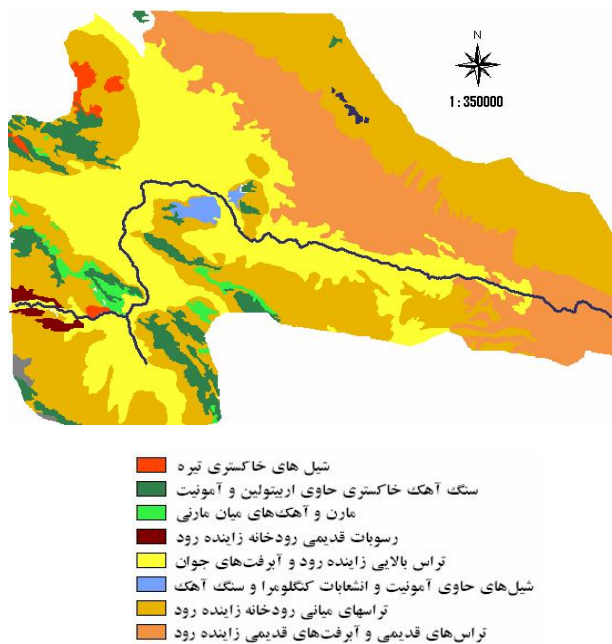 N
1 : 350000
شیل های خاکستری تیره
سنگ آهک خاکستری حاوی اربیتولین و آمونیت
مارن و آهک‌های میان مارنی
رسوبات قدیمی رودخانه زاینده رود
تراس بالایی زاینده رود و آبرفت‌های جوان
شیل‌های حاوی آمونیت و انشعابات کنگلومرا و سنگ آهک
تراسهای میانی رودخانه زاینده رود
تراس‌های قدیمی و آبرفت‌های قدیمی زاینده رود